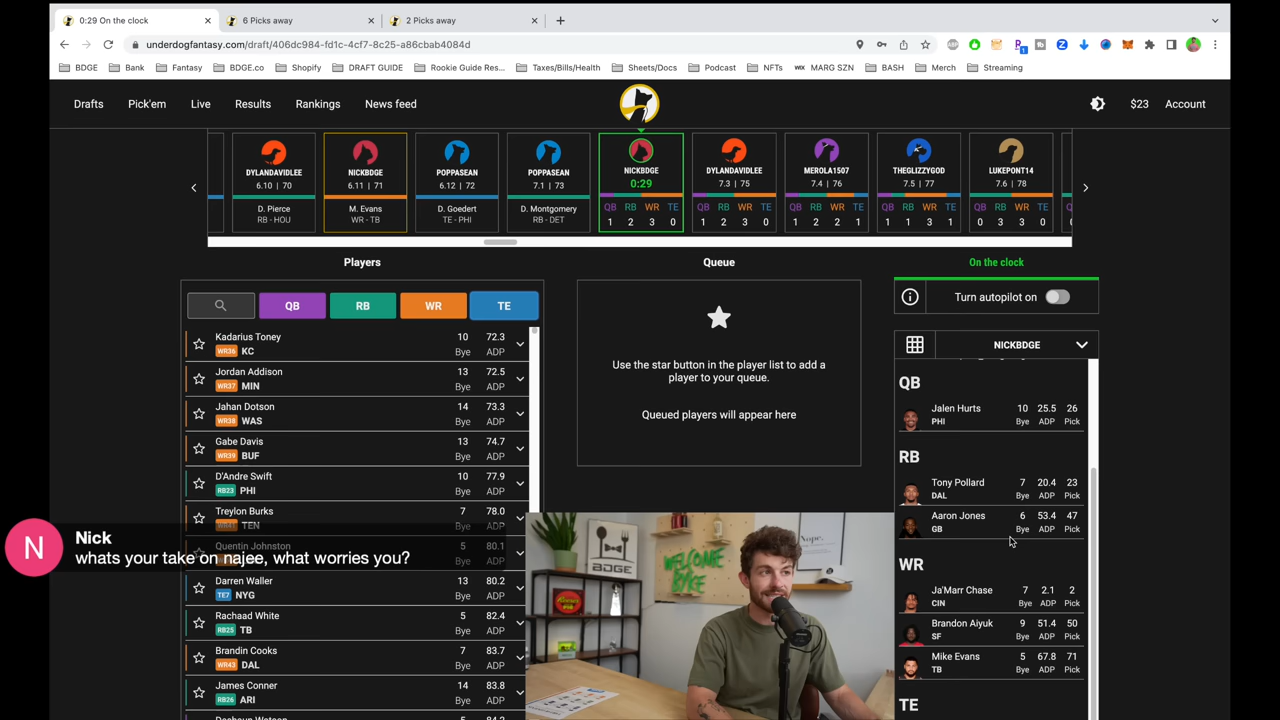 0:29 On the clock
6 Picks away
2 Picks away
underdogfantasy.com/draft/406dc984-fd1c-4cf7-8c25-a86cbab4084d
BDGE Bank Fantasy BDGE.co Shopify DRAFT GUIDE Rookie Guide Res... Taxes/Bills/Health Sheets/Docs Podcast NFTs WIX MARG SZN BASH Merch Streaming
Drafts Pick'em Live Results Rankings News feed $23 Account
DYLANDAVIDLEE
6.10 | 70
D. Pierce
RB - HOU
NICKBDGE
6.11 | 71
M. Evans
WR - TB
POPPASEAN
6.12 | 72
D. Goedert
TE - PHI
POPPASEAN
7.1 | 73
D. Montgomery
RB - DET
NICKBDGE
0:29
QB RB WR TE
1 2 3 0
DYLANDAVIDLEE
7.3 | 75
QB RB WR TE
1 2 3 0
MEROLA1507
7.4 | 76
QB RB WR TE
1 2 2 1
THEGLIZZYGOD
7.5 | 77
QB RB WR TE
1 1 3 1
LUKEPONT14
7.6 | 78
QB RB WR TE
0 3 3 0
Players
QB RB WR TE
Kadarius Toney 10 72.3
WR36 KC Bye ADP
Jordan Addison 13 72.5
WR37 MIN Bye ADP
Jahan Dotson 14 73.3
WR38 WAS Bye ADP
Gabe Davis 13 74.7
WR39 BUF Bye ADP
D'Andre Swift 10 77.9
RB23 PHI Bye ADP
Treylon Burks 7 78.0
WR41 TEN Bye ADP
Quentin Johnston 5 80.1
Bye ADP
Darren Waller 13 80.2
TE7 NYG Bye ADP
Rachaad White 5 82.4
RB25 TB Bye ADP
Brandin Cooks 7 83.7
WR43 DAL Bye ADP
James Conner 14 83.8
RB26 ARI Bye ADP
Deshaun Watson 84.2
Queue
Use the star button in the player list to add a
player to your queue.
Queued players will appear here
On the clock
Turn autopilot on
NICKBDGE
QB
Jalen Hurts 10 25.5 26
PHI Bye ADP Pick
RB
Tony Pollard 7 20.4 23
DAL Bye ADP Pick
Aaron Jones 6 53.4 47
GB Bye ADP Pick
WR
Ja'Marr Chase 7 2.1 2
CIN Bye ADP Pick
Brandon Aiyuk 9 51.4 50
SF Bye ADP Pick
Mike Evans 5 67.8 71
TB Bye ADP Pick
TE
N
Nick
whats your take on najee, what worries you?
BDGE
WELCOME
BYKE